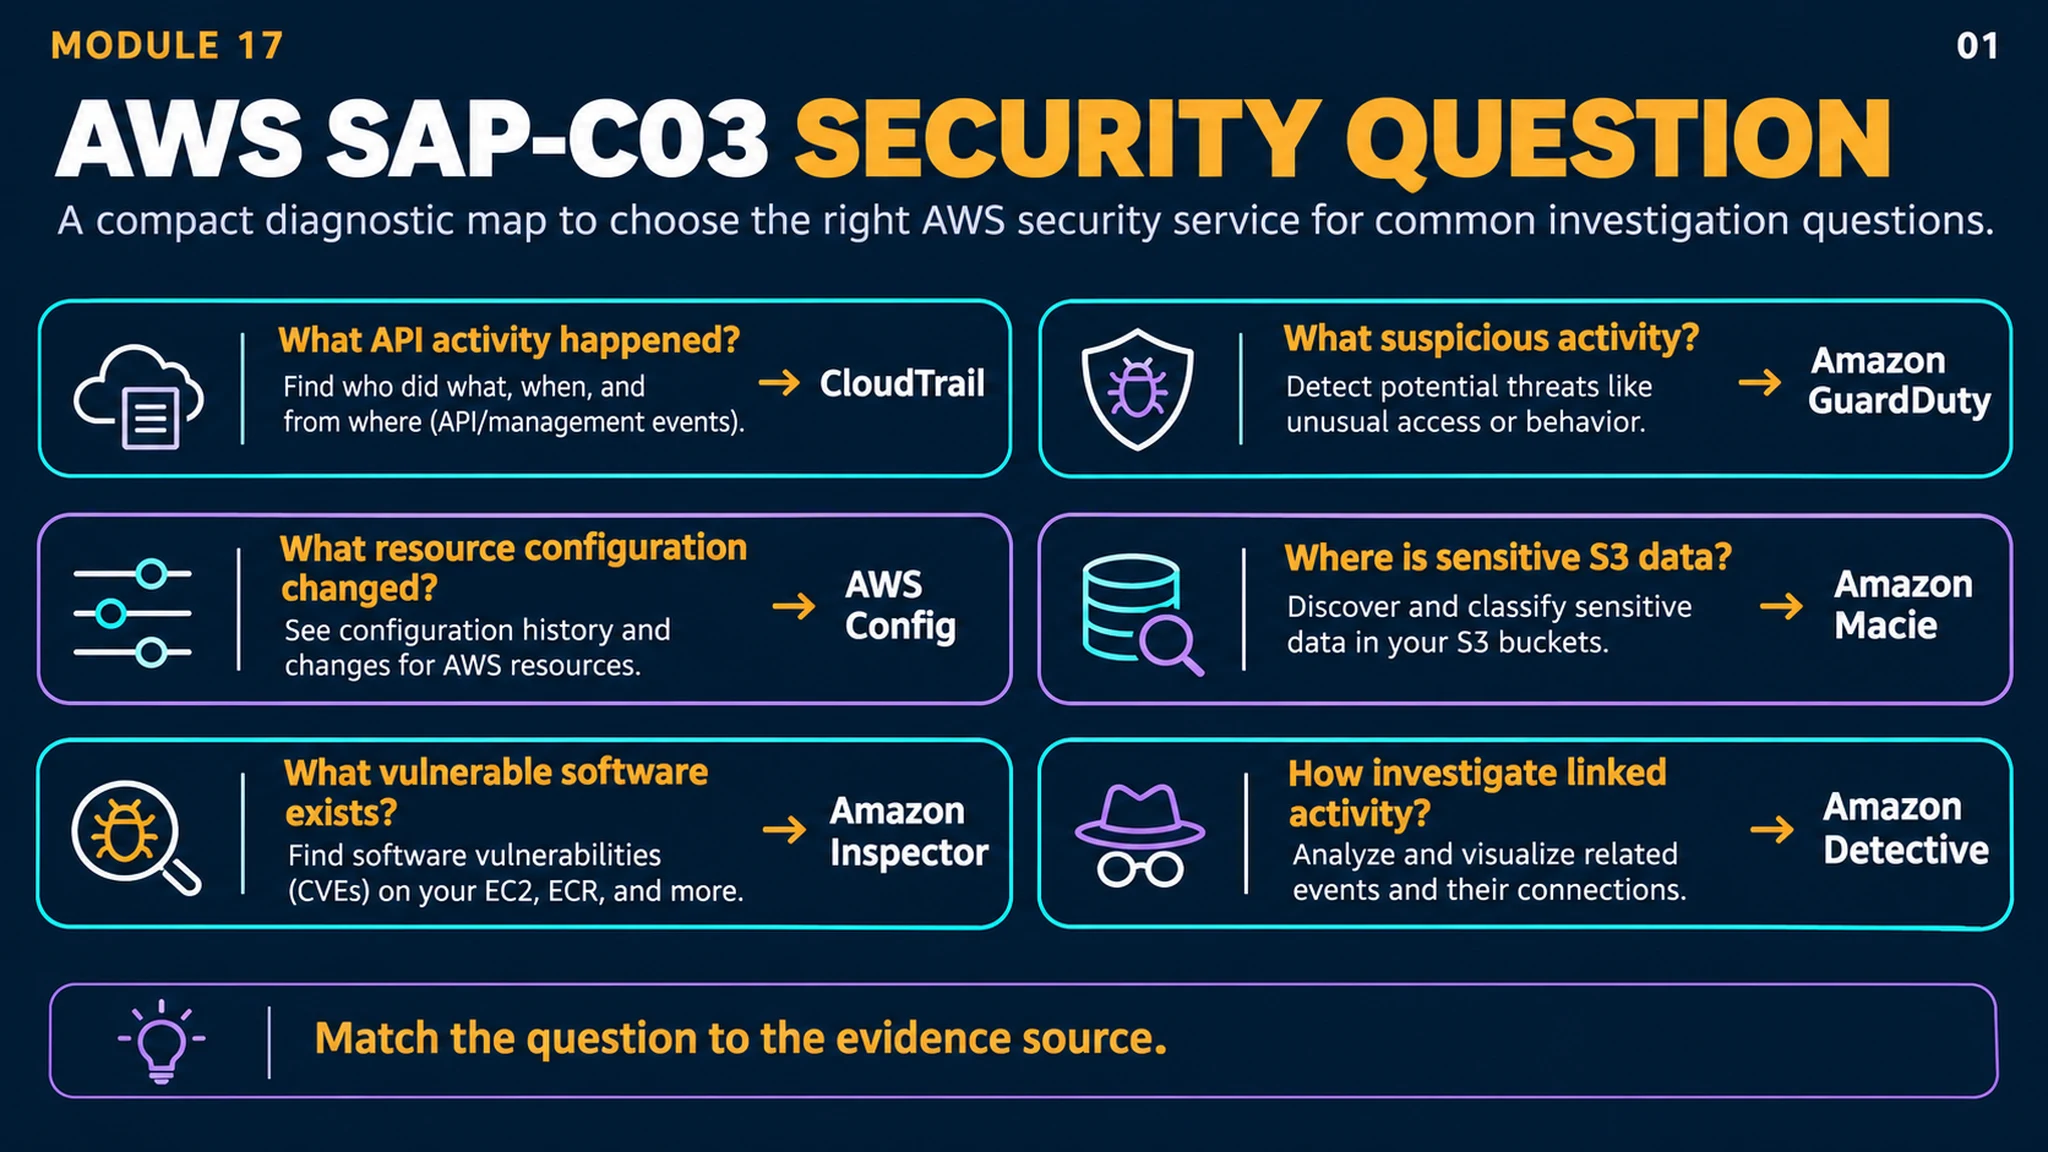 MODULE 17
01
AWS SAP-C03 SECURITY QUESTION
A compact diagnostic map to choose the right AWS security service for common investigation questions.
What API activity happened?
Find who did what, when, and
from where (API/management events).
CloudTrail
What suspicious activity?
Detect potential threats like
unusual access or behavior.
Amazon
GuardDuty
What resource configuration
changed?
See configuration history and
changes for AWS resources.
AWS
Config
Where is sensitive S3 data?
Discover and classify sensitive
data in your S3 buckets.
Amazon
Macie
What vulnerable software
exists?
Find software vulnerabilities
(CVEs) on your EC2, ECR, and more.
Amazon
Inspector
How investigate linked
activity?
Analyze and visualize related
events and their connections.
Amazon
Detective
Match the question to the evidence source.